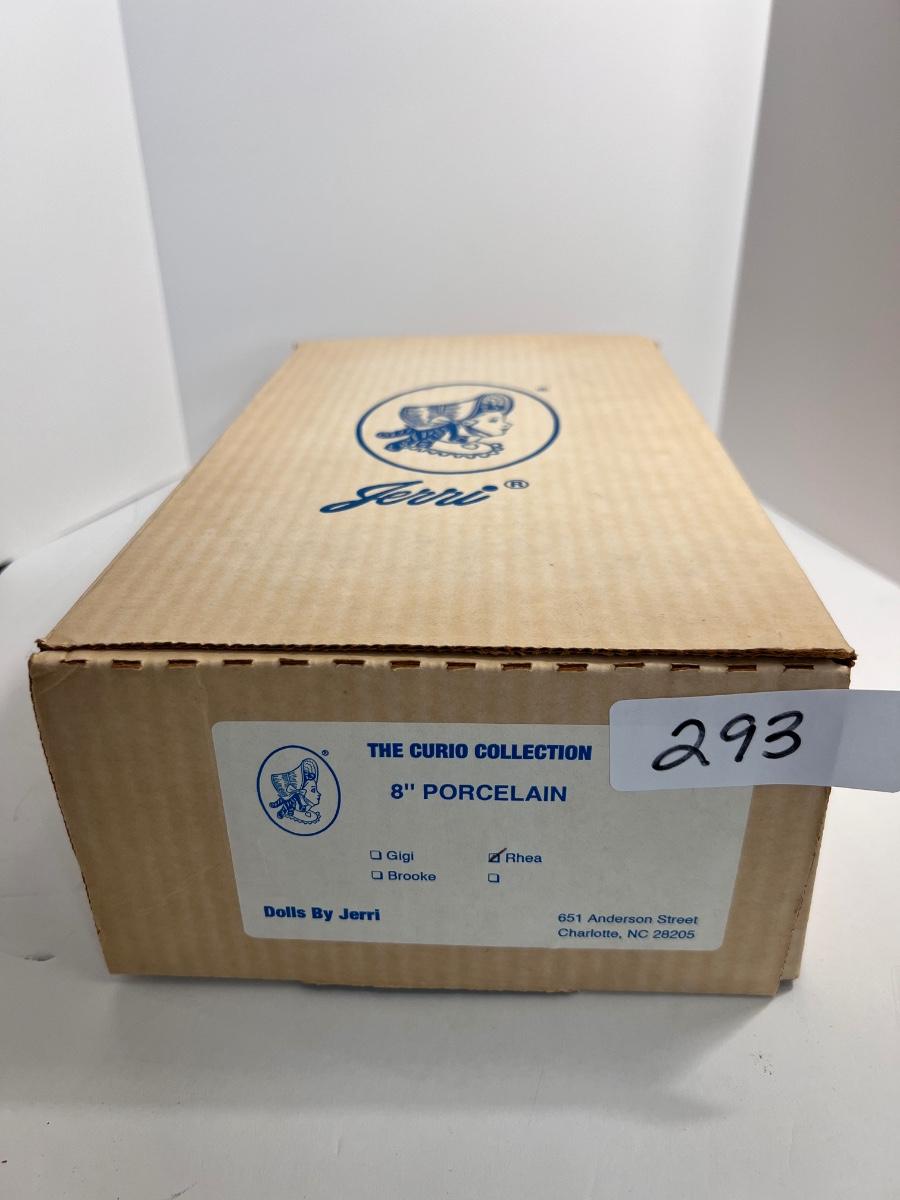 Jerri ®
293
THE CURIO COLLECTION
8" PORCELAIN
Gigi
Rhea
Brooke
Dolls By Jerri
651 Anderson Street
Charlotte, NC 28205